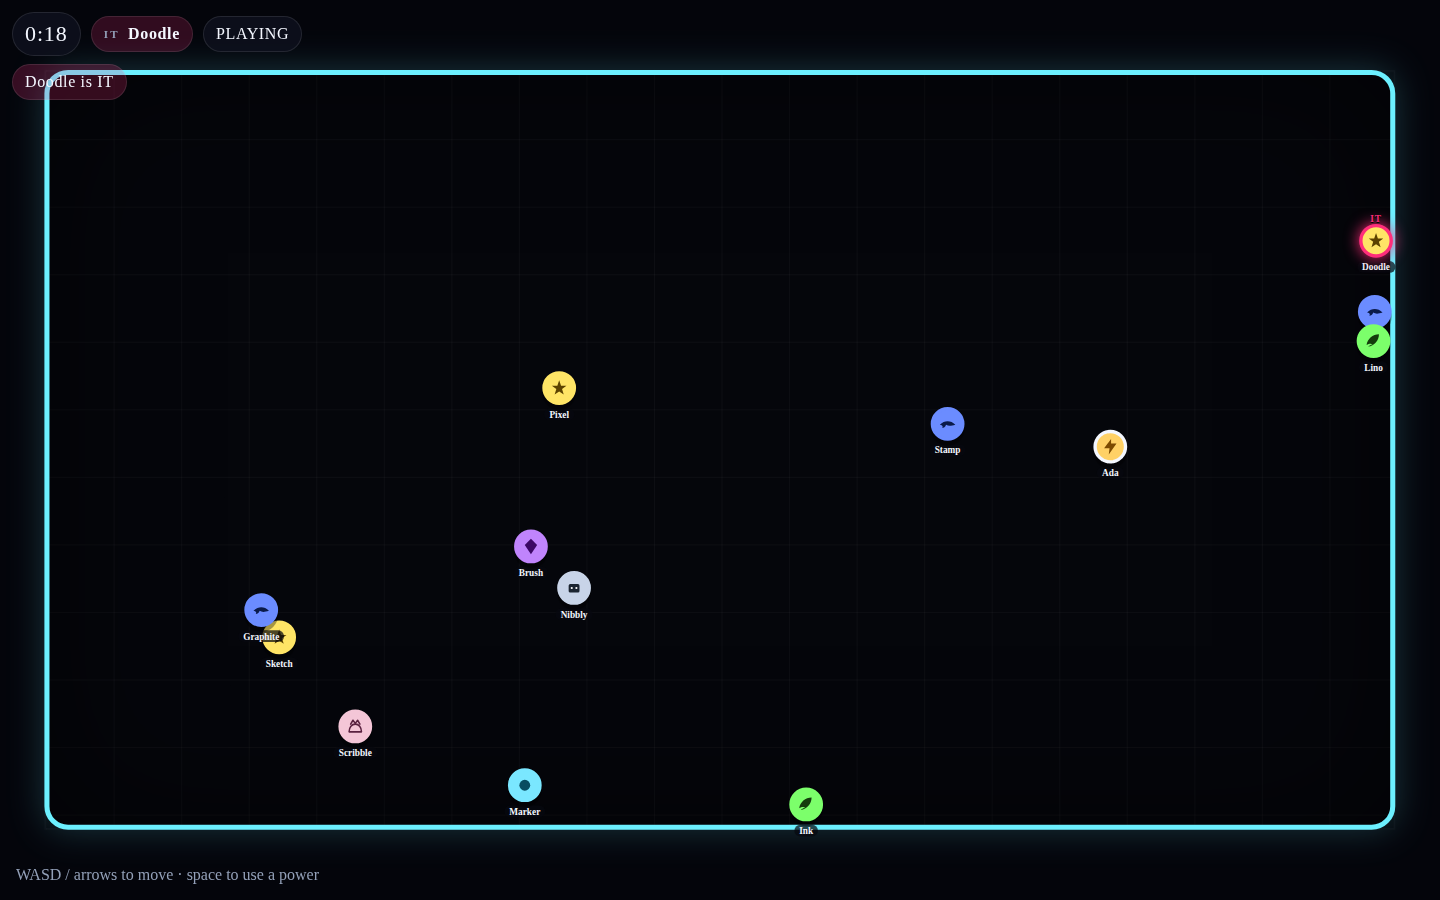 0:18
IT Doodle
PLAYING
Doodle is IT
IT
Doodle
Lino
Pixel
Stamp
Ada
Brush
Nibbly
Graphite
Sketch
Scribble
Marker
Ink
WASD / arrows to move · space to use a power